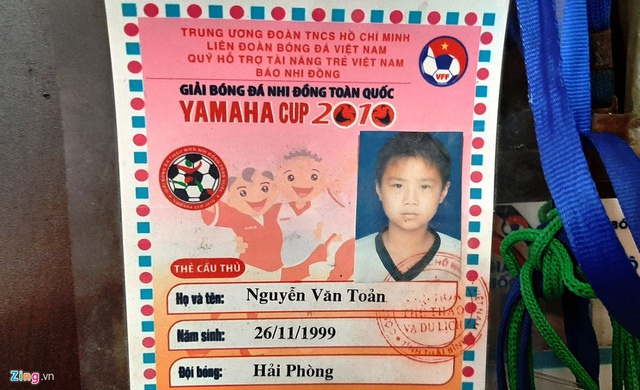 TRUNG ƯƠNG ĐOÀN TNCS HỒ CHÍ MINH
LIÊN ĐOÀN BÓNG ĐÁ VIỆT NAM
QUỸ HỖ TRỢ TÀI NĂNG TRẺ VIỆT NAM
BÁO NHI ĐỒNG
VFF
GIẢI BÓNG ĐÁ NHI ĐỒNG TOÀN QUỐC
YAMAHA CUP 2010
THẺ CẦU THỦ
Họ và tên: Nguyễn Văn Toản
THỂ THAO
VÀ DU LỊCH
Năm sinh: 26/11/1999
Đội bóng: Hải Phòng
Zing.vn